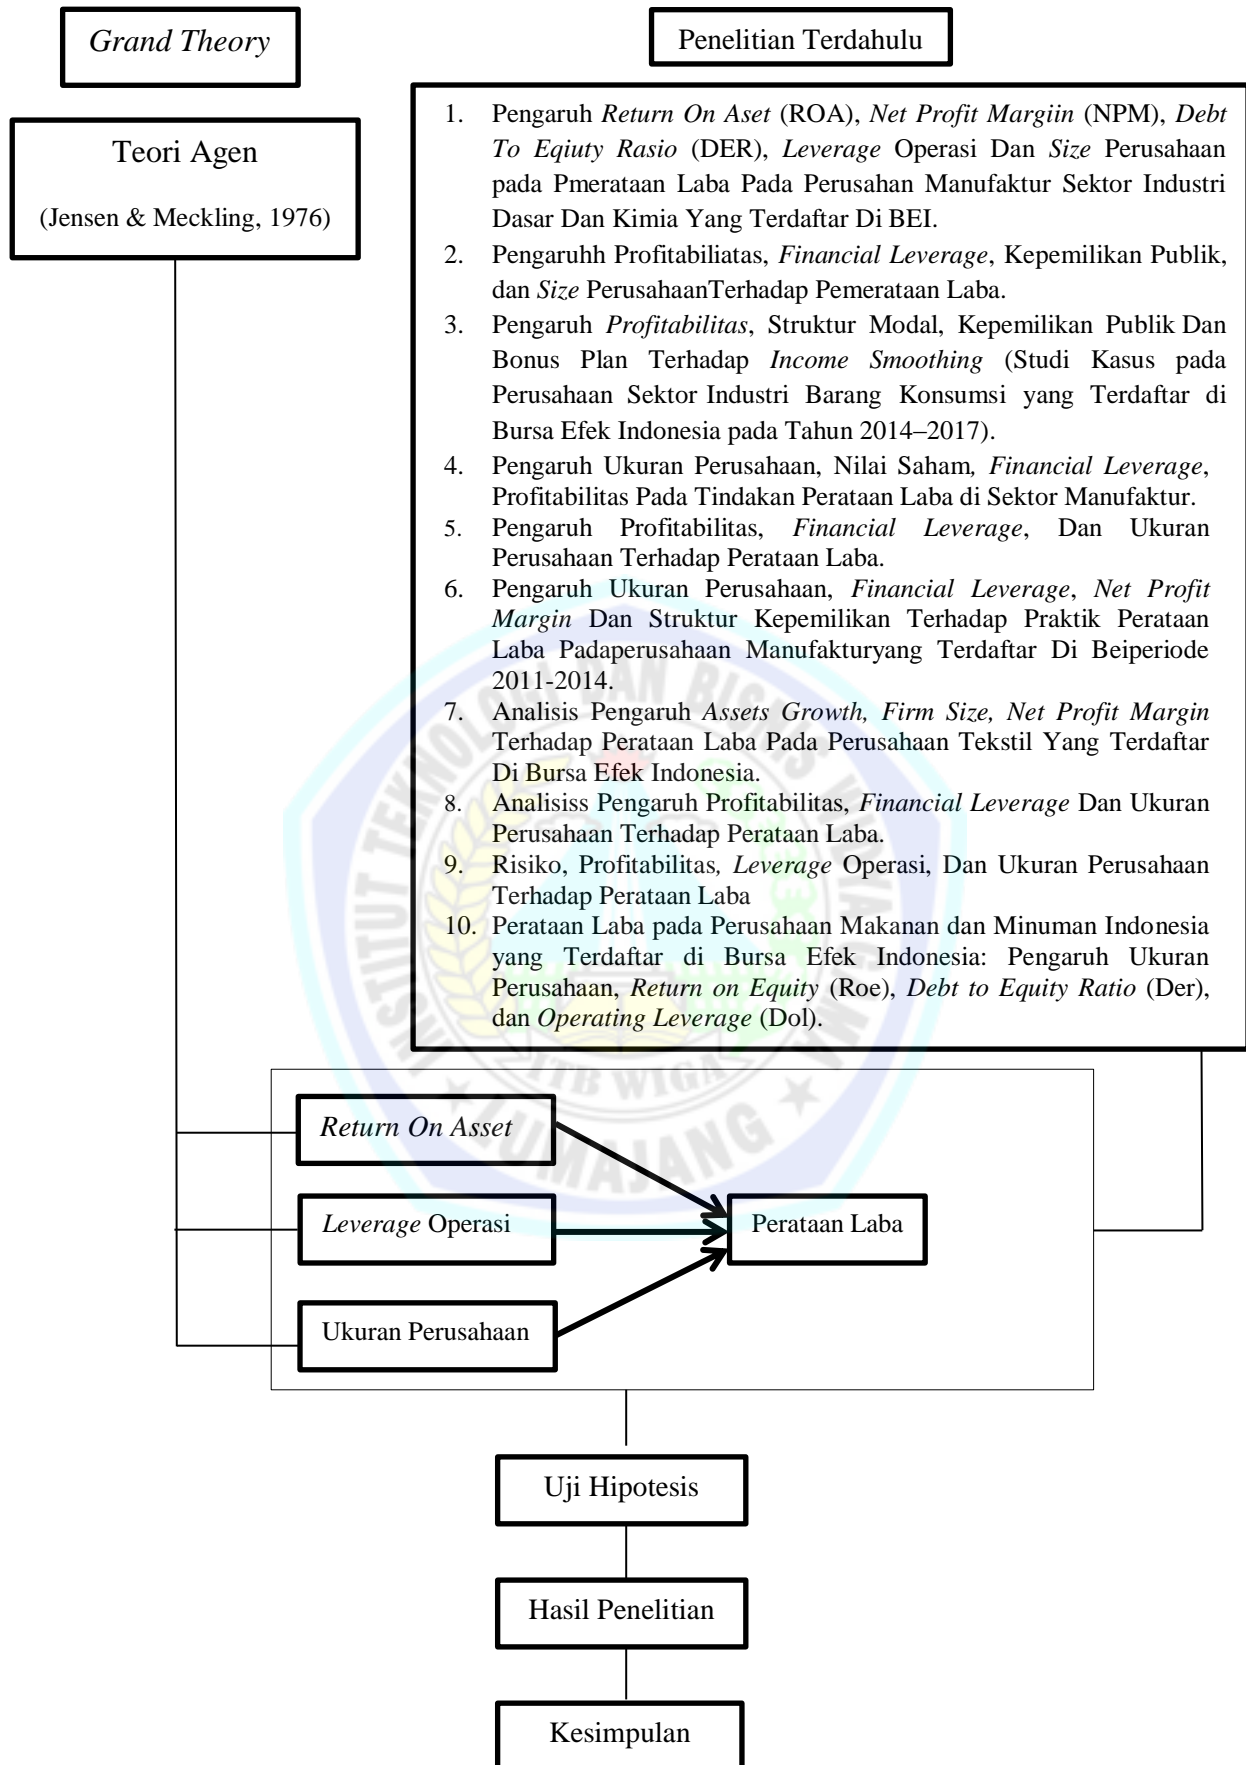 Grand Theory
Penelitian Terdahulu
Teori Agen
(Jensen & Meckling, 1976)
1. Pengaruh Return On Aset (ROA), Net Profit Margiin (NPM), Debt
To Eqiuty Rasio (DER), Leverage Operasi Dan Size Perusahaan
pada Pmerataan Laba Pada Perusahan Manufaktur Sektor Industri
Dasar Dan Kimia Yang Terdaftar Di BEI.
2. Pengaruhh Profitabiliatas, Financial Leverage, Kepemilikan Publik,
dan Size PerusahaanTerhadap Pemerataan Laba.
3. Pengaruh Profitabilitas, Struktur Modal, Kepemilikan Publik Dan
Bonus Plan Terhadap Income Smoothing (Studi Kasus pada
Perusahaan Sektor Industri Barang Konsumsi yang Terdaftar di
Bursa Efek Indonesia pada Tahun 2014–2017).
4. Pengaruh Ukuran Perusahaan, Nilai Saham, Financial Leverage,
Profitabilitas Pada Tindakan Perataan Laba di Sektor Manufaktur.
5. Pengaruh Profitabilitas, Financial Leverage, Dan Ukuran
Perusahaan Terhadap Perataan Laba.
6. Pengaruh Ukuran Perusahaan, Financial Leverage, Net Profit
Margin Dan Struktur Kepemilikan Terhadap Praktik Perataan
Laba Padaperusahaan Manufakturyang Terdaftar Di Beiperiode
2011-2014.
7. Analisis Pengaruh Assets Growth, Firm Size, Net Profit Margin
Terhadap Perataan Laba Pada Perusahaan Tekstil Yang Terdaftar
Di Bursa Efek Indonesia.
8. Analisiss Pengaruh Profitabilitas, Financial Leverage Dan Ukuran
Perusahaan Terhadap Perataan Laba.
9. Risiko, Profitabilitas, Leverage Operasi, Dan Ukuran Perusahaan
Terhadap Perataan Laba
10. Perataan Laba pada Perusahaan Makanan dan Minuman Indonesia
yang Terdaftar di Bursa Efek Indonesia: Pengaruh Ukuran
Perusahaan, Return on Equity (Roe), Debt to Equity Ratio (Der),
dan Operating Leverage (Dol).
INSTITUT TEKNOLOGI DAN BISNIS WIDYA GAMA
ITB WIGA
LUMAJANG
Return On Asset
Leverage Operasi
Perataan Laba
Ukuran Perusahaan
Uji Hipotesis
Hasil Penelitian
Kesimpulan